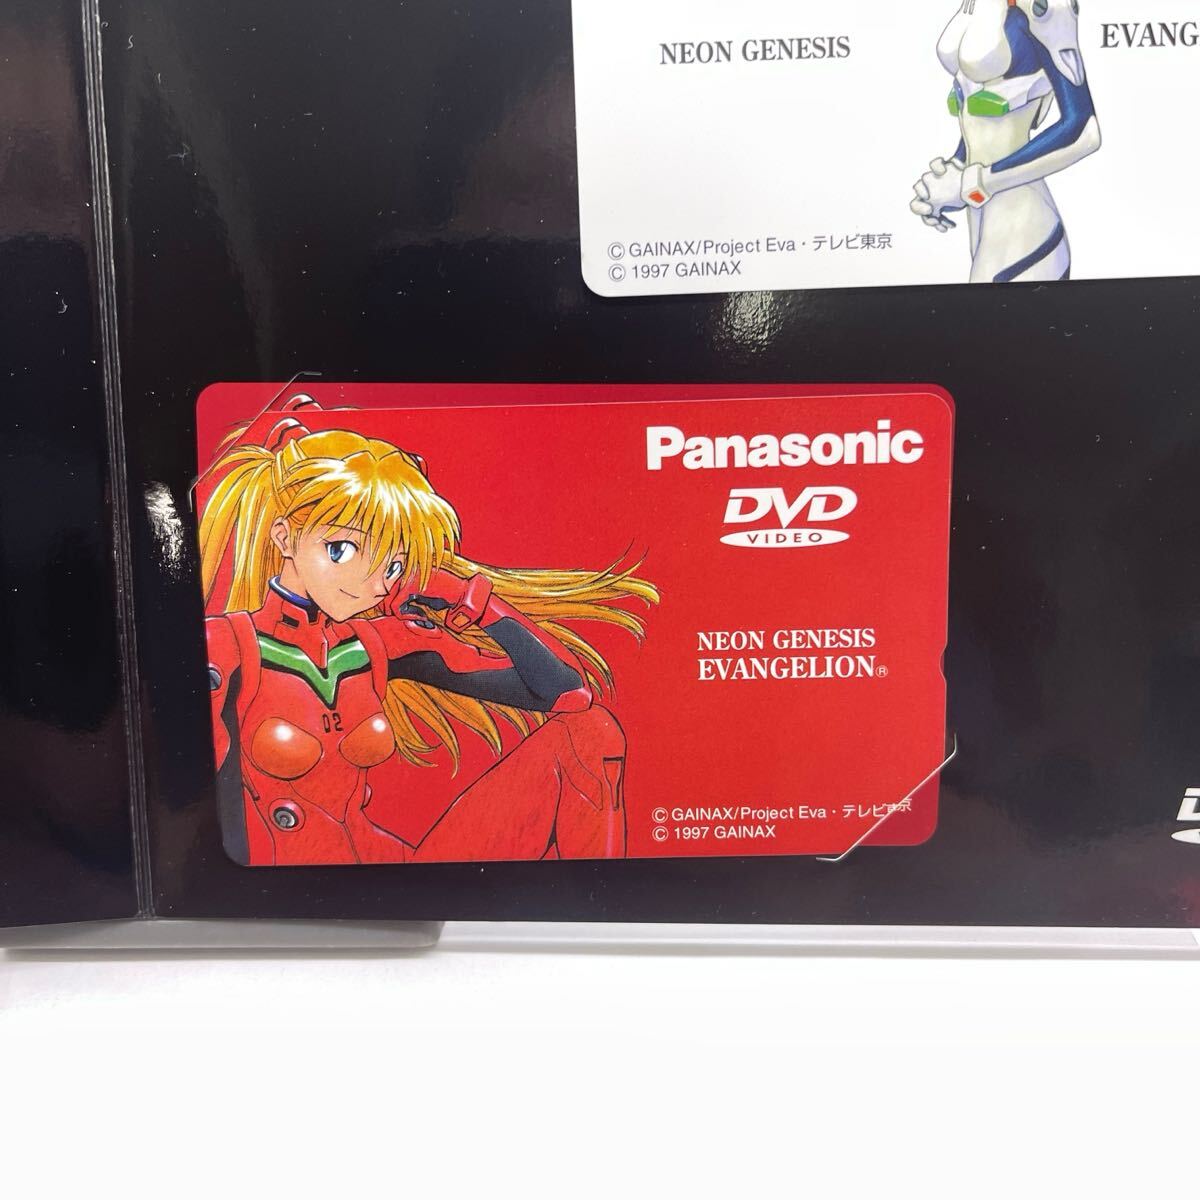 NEON GENESIS
EVANG
© GAINAX/Project Eva・テレビ東京
© 1997 GAINAX
Panasonic
DVD
VIDEO
NEON GENESIS
EVANGELION®
02
© GAINAX/Project Eva・テレビ東京
© 1997 GAINAX